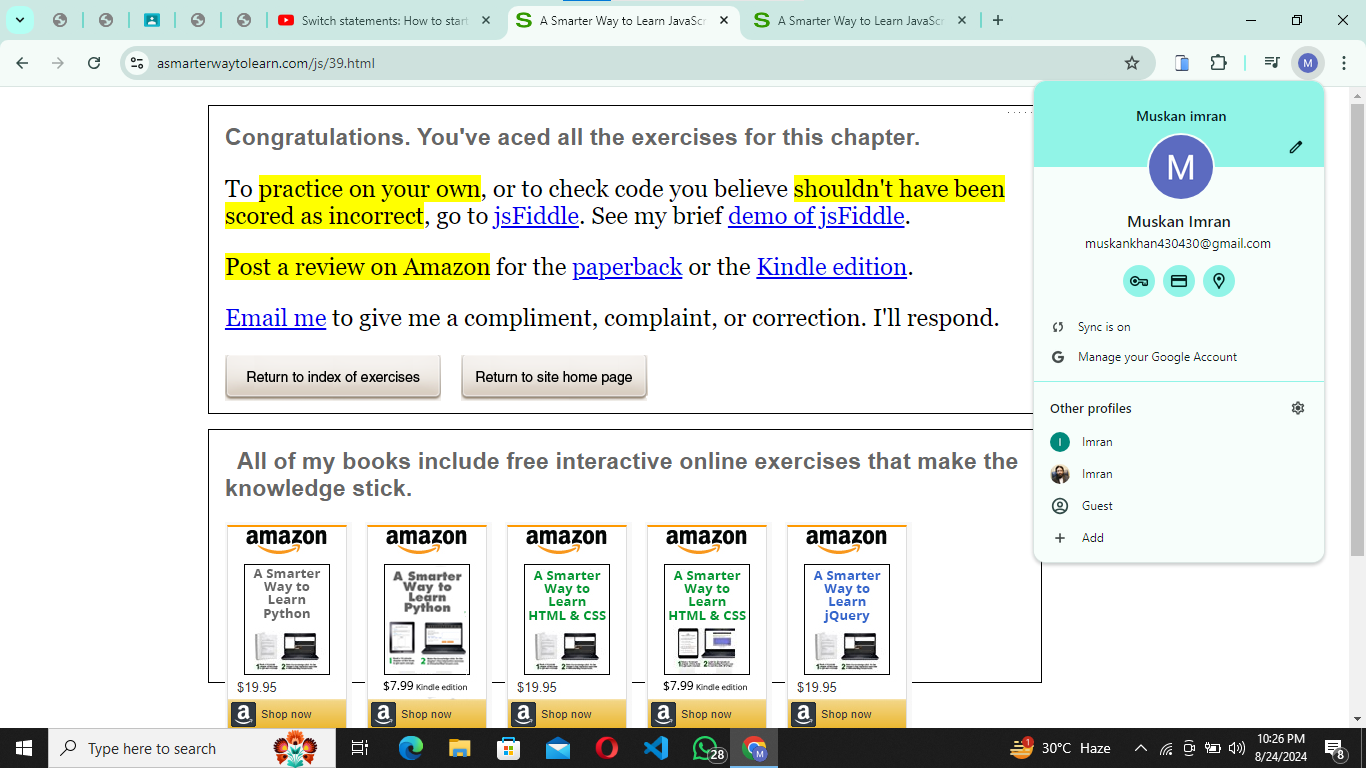 Switch statements: How to start
A Smarter Way to Learn JavaScr
A Smarter Way to Learn JavaScr
asmarterwaytolearn.com/js/39.html
M
Congratulations. You've aced all the exercises for this chapter.
To practice on your own, or to check code you believe shouldn't have been
scored as incorrect, go to jsFiddle. See my brief demo of jsFiddle.
Post a review on Amazon for the paperback or the Kindle edition.
Email me to give me a compliment, complaint, or correction. I'll respond.
Return to index of exercises
Return to site home page
Muskan imran
M
Muskan Imran
muskankhan430430@gmail.com
Sync is on
Manage your Google Account
Other profiles
I
Imran
Imran
Guest
Add
All of my books include free interactive online exercises that make the
knowledge stick.
amazon
A Smarter
Way to
Learn
Python
$19.95
Shop now
amazon
A Smarter
Way to
Learn
Python
$7.99 Kindle edition
Shop now
amazon
A Smarter
Way to
Learn
HTML & CSS
$19.95
Shop now
amazon
A Smarter
Way to
Learn
HTML & CSS
$7.99 Kindle edition
Shop now
amazon
A Smarter
Way to
Learn
jQuery
$19.95
Shop now
Type here to search
28
M
1
30°C Haze
10:26 PM
8/24/2024
8